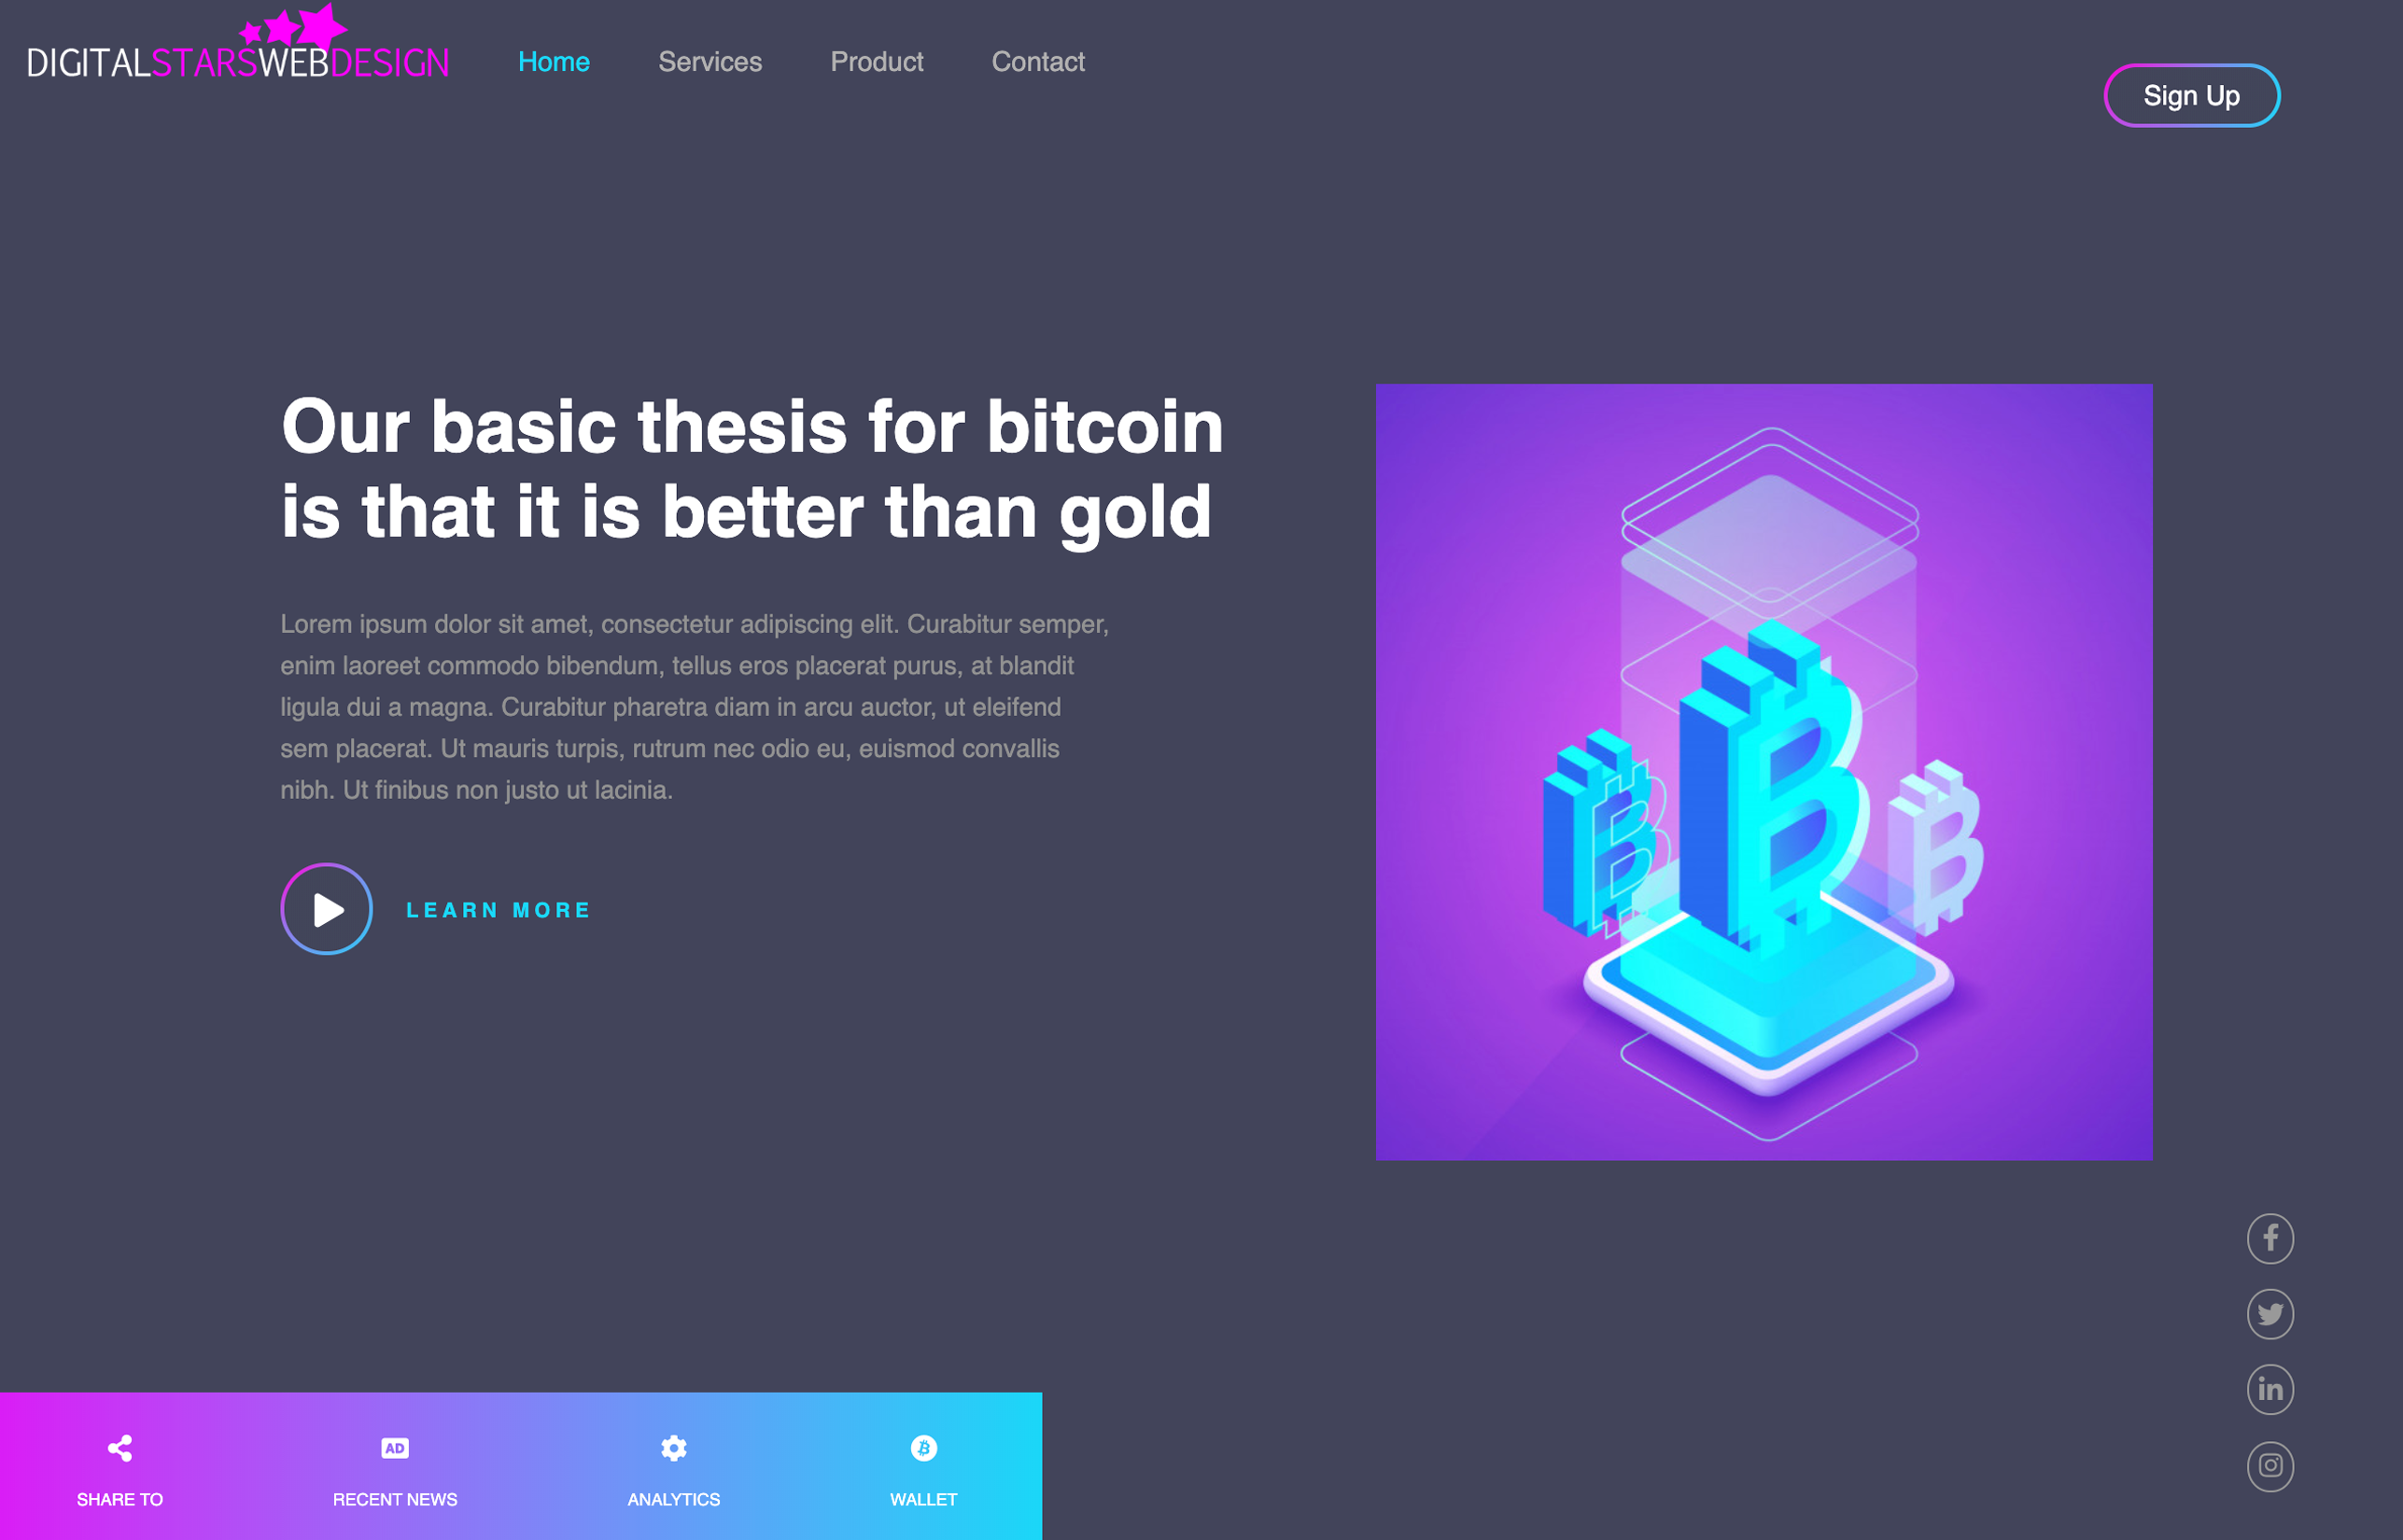 DIGITALSTARSWEBDESIGN
Home Services Product Contact
Sign Up
Our basic thesis for bitcoin
is that it is better than gold
Lorem ipsum dolor sit amet, consectetur adipiscing elit. Curabitur semper,
enim laoreet commodo bibendum, tellus eros placerat purus, at blandit
ligula dui a magna. Curabitur pharetra diam in arcu auctor, ut eleifend
sem placerat. Ut mauris turpis, rutrum nec odio eu, euismod convallis
nibh. Ut finibus non justo ut lacinia.
LEARN MORE
AD
SHARE TO RECENT NEWS ANALYTICS WALLET